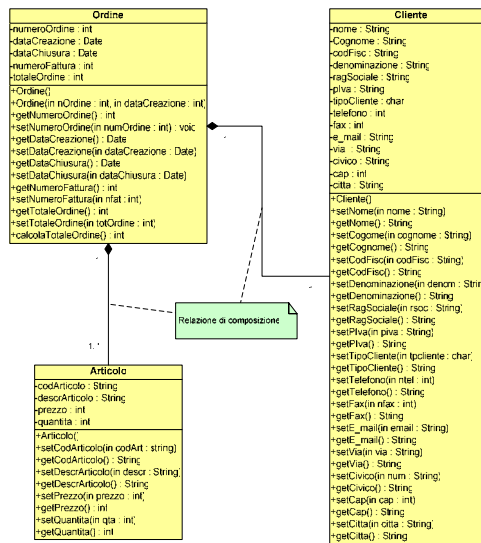 Ordine
-numeroOrdine : int
-dataCreazione : Date
-dataChiusura : Date
-numeroFattura : int
-totaleOrdine : int
+Ordine()
+Ordine(in nOrdine : int, in dataCreazione : int)
+getNumeroOrdine() : int
+setNumeroOrdine(in numOrdine : int) : voic
+getDataCreazione() : Date
+setDataCreazione(in dataCreazione : Date)
+getDataChiusura() : Date
+setDataChiusura(in dataChiusura : Date)
+getNumeroFattura() : int
+setNumeroFattura(in nfat : int)
+getTotaleOrdine() : int
+setTotaleOrdine(in totOrdine : int)
+calcolaTotaleOrdine() : int
Relazione di composizione
1..*
Articolo
-codArticolo : String
-descrArticolo : String
-prezzo : int
-quantita : int
+Articolo()
+setCodArticolo(in codArt : string)
+getCodArticolo() : String
+setDescrArticolo(in descr : String)
+getDescrArticolo() : String
+setPrezzo(in prezzo : int)
+getPrezzo() : int
+setQuantita(in qta : int)
+getQuantita() : int
Cliente
-nome : String
-Cognome : String
-codFisc : String
-denominazione : String
-ragSociale : String
-pIva : String
-tipoCliente : char
-telefono : int
-fax : int
-e_mail : String
-via : String
-civico : String
-cap : int
-citta : String
+Cliente()
+setNome(in nome : String)
+getNome() : String
+setCogome(in cognome : String)
+getCognome() : String
+setCodFisc(in codFisc : String)
+getCodFisc() : String
+setDenominazione(in denom : Strin
+getDenominazione() : String
+setRagSociale(in rsoc : String)
+getRagSociale() : String
+setPIva(in piva : String)
+getPIva() : String
+setTipoCliente(in tpcliente : char)
+getTipoCliente() : String
+setTelefono(in ntel : int)
+getTelefono() : String
+setFax(in nfax : int)
+getFax() : String
+setE_mail(in email : String)
+getE_mail() : String
+setVia(in via : String)
+getVia() : String
+setCivico(in num : String)
+getCivico() : String
+setCap(in cap : int)
+getCap() : String
+setCitta(in citta : String)
+getCitta() : String